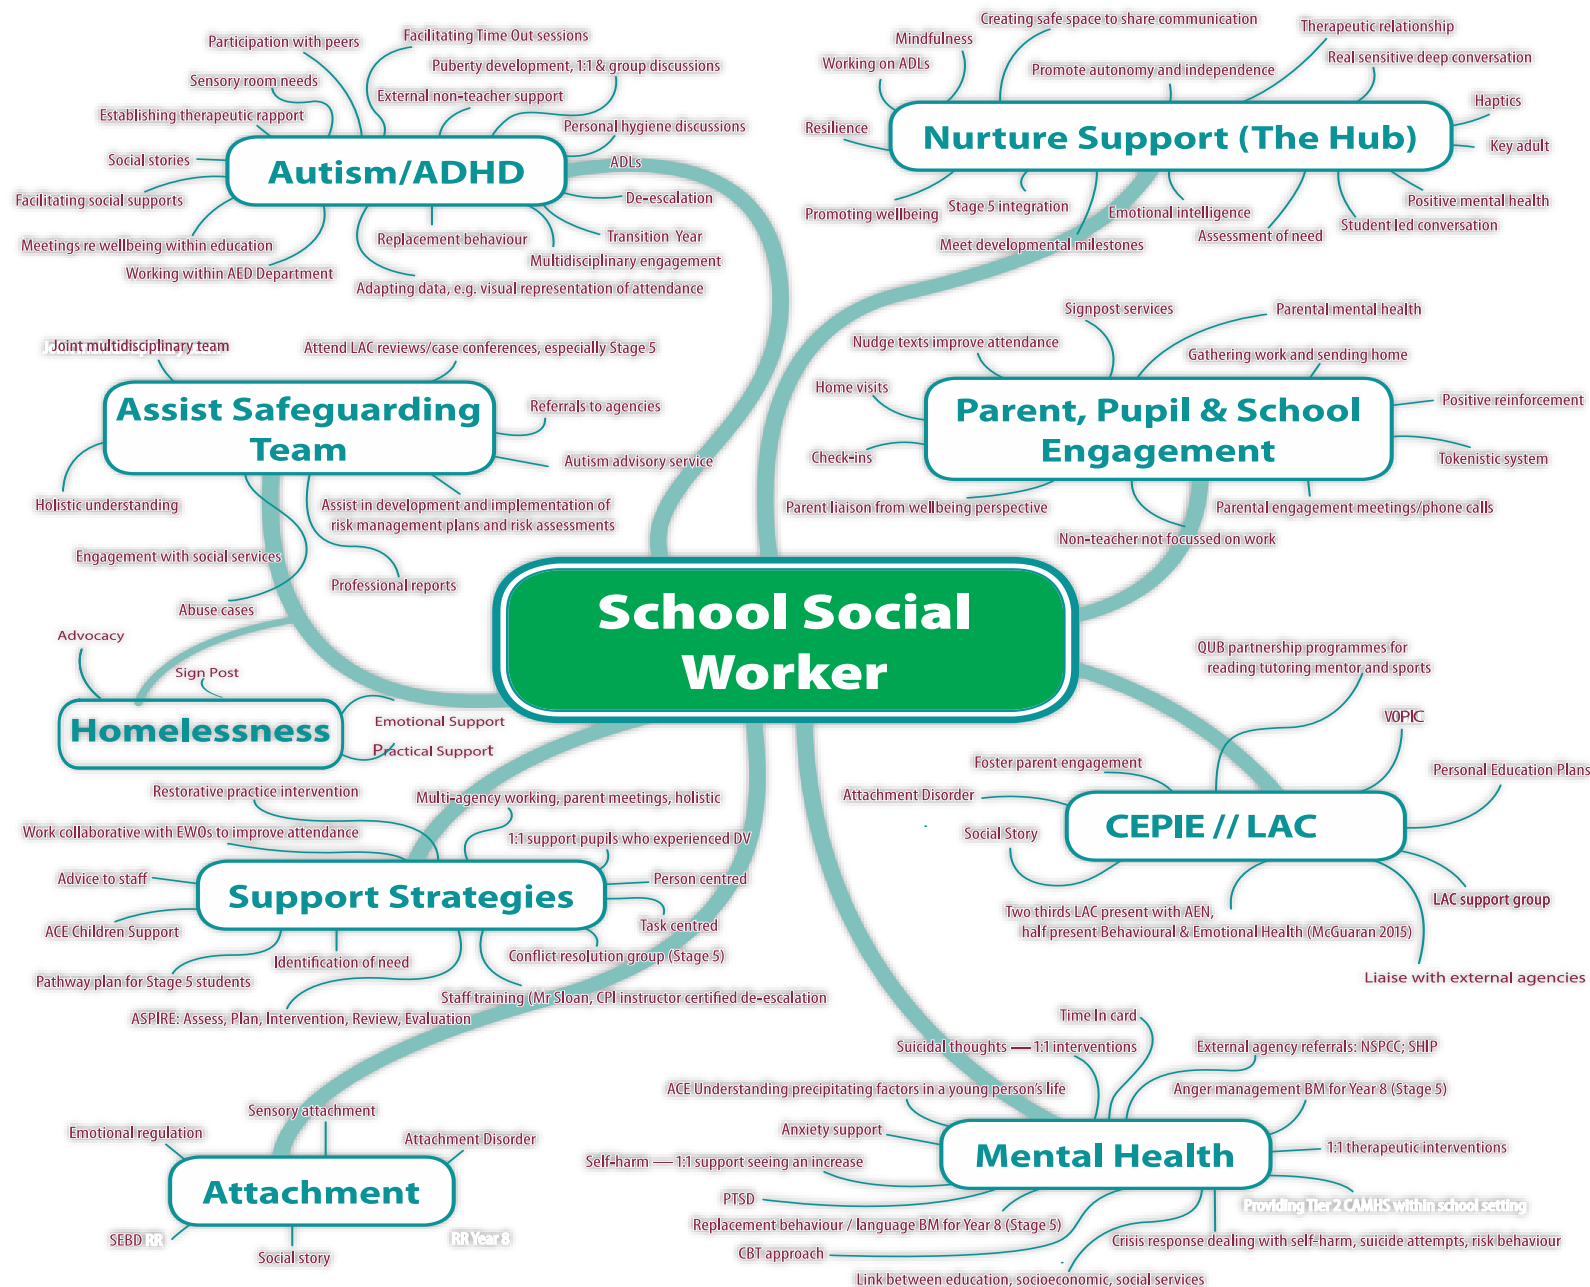 Participation with peers
Facilitating Time Out sessions
Sensory room needs
Puberty development, 1:1 & group discussions
External non-teacher support
Establishing therapeutic rapport
Personal hygiene discussions
Social stories
ADLs
Autism/ADHD
Facilitating social supports
De-escalation
Meetings re wellbeing within education
Replacement behaviour
Transition Year
Working within AED Department
Multidisciplinary engagement
Adapting data, e.g. visual representation of attendance
Creating safe space to share communication
Therapeutic relationship
Mindfulness
Working on ADLs
Promote autonomy and independence
Real sensitive deep conversation
Haptics
Resilience
Nurture Support (The Hub)
Key adult
Promoting wellbeing
Stage 5 integration
Emotional intelligence
Positive mental health
Meet developmental milestones
Assessment of need
Student led conversation
Joint multidisciplinary team
Attend LAC reviews/case conferences, especially Stage 5
Assist Safeguarding
Team
Referrals to agencies
Autism advisory service
Holistic understanding
Assist in development and implementation of
risk management plans and risk assessments
Engagement with social services
Professional reports
Abuse cases
Signpost services
Parental mental health
Nudge texts improve attendance
Gathering work and sending home
Home visits
Positive reinforcement
Parent, Pupil & School
Engagement
Check-ins
Tokenistic system
Parent liaison from wellbeing perspective
Parental engagement meetings/phone calls
Non-teacher not focussed on work
School Social
Worker
Advocacy
Sign Post
Homelessness
Emotional Support
Practical Support
QUB partnership programmes for
reading tutoring mentor and sports
VOPIC
Foster parent engagement
Personal Education Plans
Attachment Disorder
Social Story
CEPIE // LAC
LAC support group
Two thirds LAC present with AEN,
half present Behavioural & Emotional Health (McGuaran 2015)
Liaise with external agencies
Restorative practice intervention
Multi-agency working, parent meetings, holistic
Work collaborative with EWOs to improve attendance
1:1 support pupils who experienced DV
Advice to staff
Support Strategies
Person centred
ACE Children Support
Task centred
Identification of need
Conflict resolution group (Stage 5)
Pathway plan for Stage 5 students
Staff training (Mr Sloan, CPI instructor certified de-escalation
ASPIRE: Assess, Plan, Intervention, Review, Evaluation
Sensory attachment
Emotional regulation
Attachment Disorder
Attachment
SEBD RR
RR Year 8
Social story
Time In card
Suicidal thoughts — 1:1 interventions
External agency referrals: NSPCC; SHIP
ACE Understanding precipitating factors in a young person's life
Anger management BM for Year 8 (Stage 5)
Anxiety support
Mental Health
1:1 therapeutic interventions
Self-harm — 1:1 support seeing an increase
PTSD
Providing Tier 2 CAMHS within school setting
Replacement behaviour / language BM for Year 8 (Stage 5)
Crisis response dealing with self-harm, suicide attempts, risk behaviour
CBT approach
Link between education, socioeconomic, social services